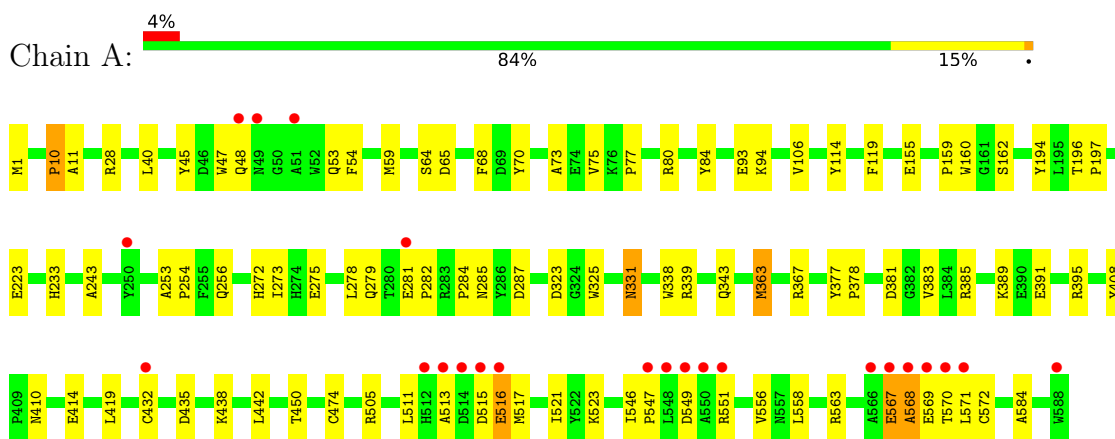 4%
Chain A:
84% 15% •
M1 P10 A11 R28 L40 Y45 D46 W47 Q48 N49 G50 A51 W52 Q53 F54 M59 S64 D65 F68 D69 Y70 A73 E74 V75 K76 P77 R80 Y84 E93 K94 V106 Y114 F119 E155 P159 W160 G161 S162 Y194 L195 T196 P197
E223 H233 A243 Y250 A253 P254 F255 Q256 H272 I273 H274 E275 L278 Q279 T280 E281 P282 R283 P284 N285 Y286 D287 D323 G324 W325 N331 W338 R339 Q343 M363 R367 Y377 P378 D381 G382 V383 L384 R385 K389 E390 E391 R395 Y408
P409 N410 E414 L419 C432 D435 K438 L442 T450 C474 R505 L511 H512 A513 D514 D515 E516 M517 I521 Y522 K523 I546 P547 L548 D549 A550 R551 V556 N557 L558 R563 A566 E567 A568 E569 T570 L571 C572 A584 W588